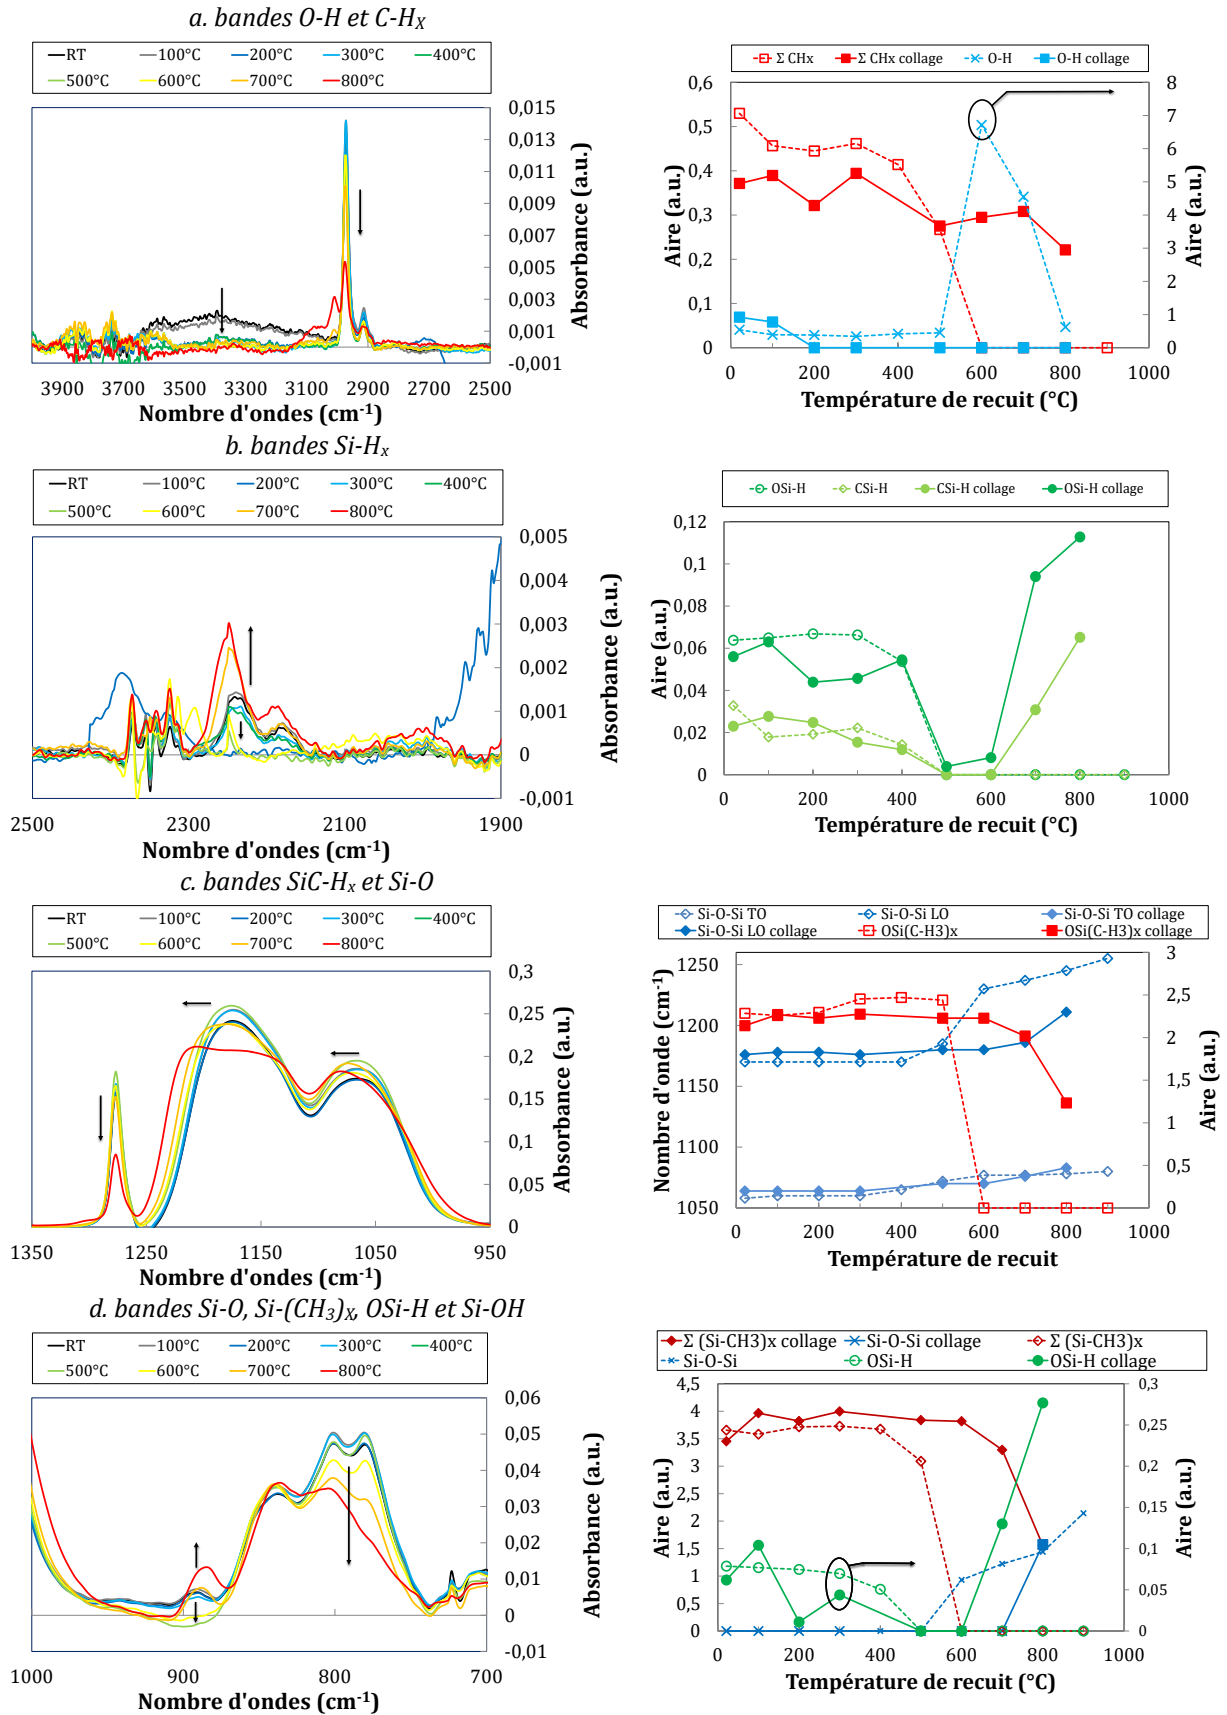 a. bandes O-H et C-Hx
RT 100°C 200°C 300°C 400°C
500°C 600°C 700°C 800°C
0,015
0,013
0,011
0,009
0,007
0,005
0,003
0,001
-0,001
Absorbance (a.u.)
3900 3700 3500 3300 3100 2900 2700 2500
Nombre d'ondes (cm-1)
Σ CHx Σ CHx collage O-H O-H collage
0,6
0,5
0,4
0,3
0,2
0,1
0
Aire (a.u.)
8
7
6
5
4
3
2
1
0
Aire (a.u.)
0 200 400 600 800 1000
Température de recuit (°C)
b. bandes Si-Hx
RT 100°C 200°C 300°C 400°C
500°C 600°C 700°C 800°C
0,005
0,004
0,003
0,002
0,001
0
-0,001
Absorbance (a.u.)
2500 2300 2100 1900
Nombre d'ondes (cm-1)
OSi-H CSi-H CSi-H collage OSi-H collage
0,12
0,1
0,08
0,06
0,04
0,02
0
Aire (a.u.)
0 200 400 600 800 1000
Température de recuit (°C)
c. bandes SiC-Hx et Si-O
RT 100°C 200°C 300°C 400°C
500°C 600°C 700°C 800°C
0,3
0,25
0,2
0,15
0,1
0,05
0
Absorbance (a.u.)
1350 1250 1150 1050 950
Nombre d'ondes (cm-1)
Si-O-Si TO Si-O-Si LO Si-O-Si TO collage
Si-O-Si LO collage OSi(C-H3)x OSi(C-H3)x collage
1250
1200
1150
1100
1050
Nombre d'onde (cm-1)
3
2,5
2
1,5
1
0,5
0
Aire (a.u.)
0 200 400 600 800 1000
Température de recuit
d. bandes Si-O, Si-(CH3)X, OSi-H et Si-OH
RT 100°C 200°C 300°C 400°C
500°C 600°C 700°C 800°C
0,06
0,05
0,04
0,03
0,02
0,01
0
-0,01
Absorbance (a.u.)
1000 900 800 700
Nombre d'ondes (cm-1)
Σ (Si-CH3)x collage Si-O-Si collage Σ (Si-CH3)x
Si-O-Si OSi-H OSi-H collage
4,5
4
3,5
3
2,5
2
1,5
1
0,5
0
Aire (a.u.)
0,3
0,25
0,2
0,15
0,1
0,05
0
Aire (a.u.)
0 200 400 600 800 1000
Température de recuit (°C)